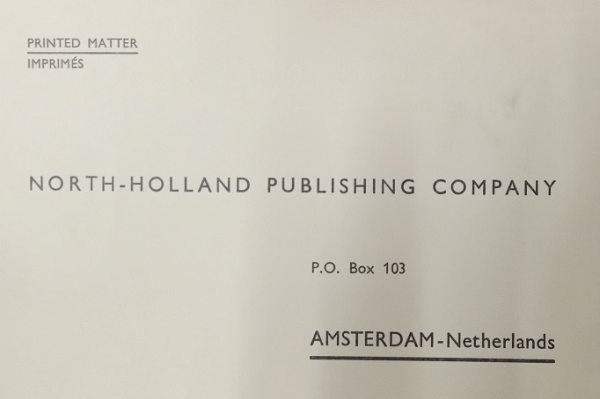 PRINTED MATTER
IMPRIMÉS
NORTH-HOLLAND PUBLISHING COMPANY
P.O. Box 103
AMSTERDAM-Netherlands